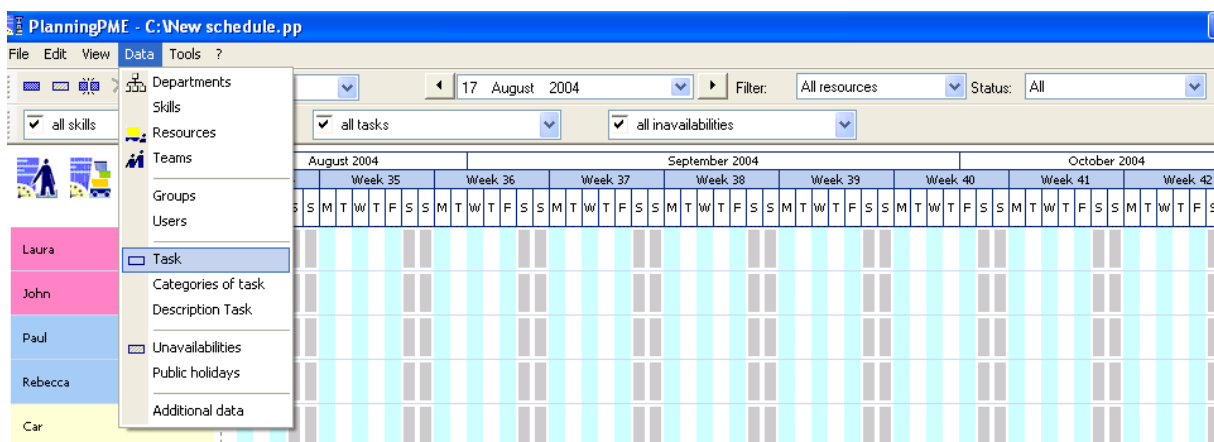 PlanningPME - C:\New schedule.pp
File Edit View Data Tools ?
17 August 2004 Filter: All resources Status: All
all skills all tasks all inavailabilities
Departments
Skills
Resources
Teams
Groups
Users
Task
Categories of task
Description Task
Unavailabilities
Public holidays
Additional data
August 2004 September 2004 October 2004
Week 35 Week 36 Week 37 Week 38 Week 39 Week 40 Week 41 Week 42
S S M T W T F S S M T W T F S S M T W T F S S M T W T F S S M T W T F S S M T W T F S S M T W T F S S M T W T F S
Laura
John
Paul
Rebecca
Car